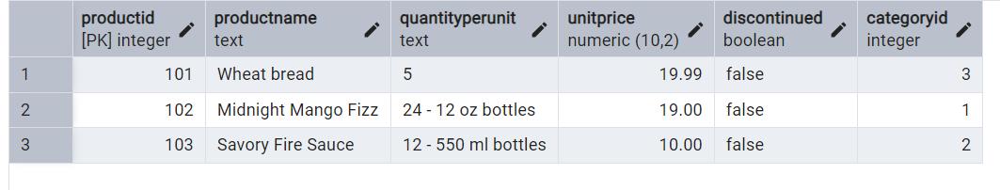 productid productname quantityperunit unitprice discontinued categoryid
[PK] integer text text numeric (10,2) boolean integer
1 101 Wheat bread 5 19.99 false 3
2 102 Midnight Mango Fizz 24 - 12 oz bottles 19.00 false 1
3 103 Savory Fire Sauce 12 - 550 ml bottles 10.00 false 2